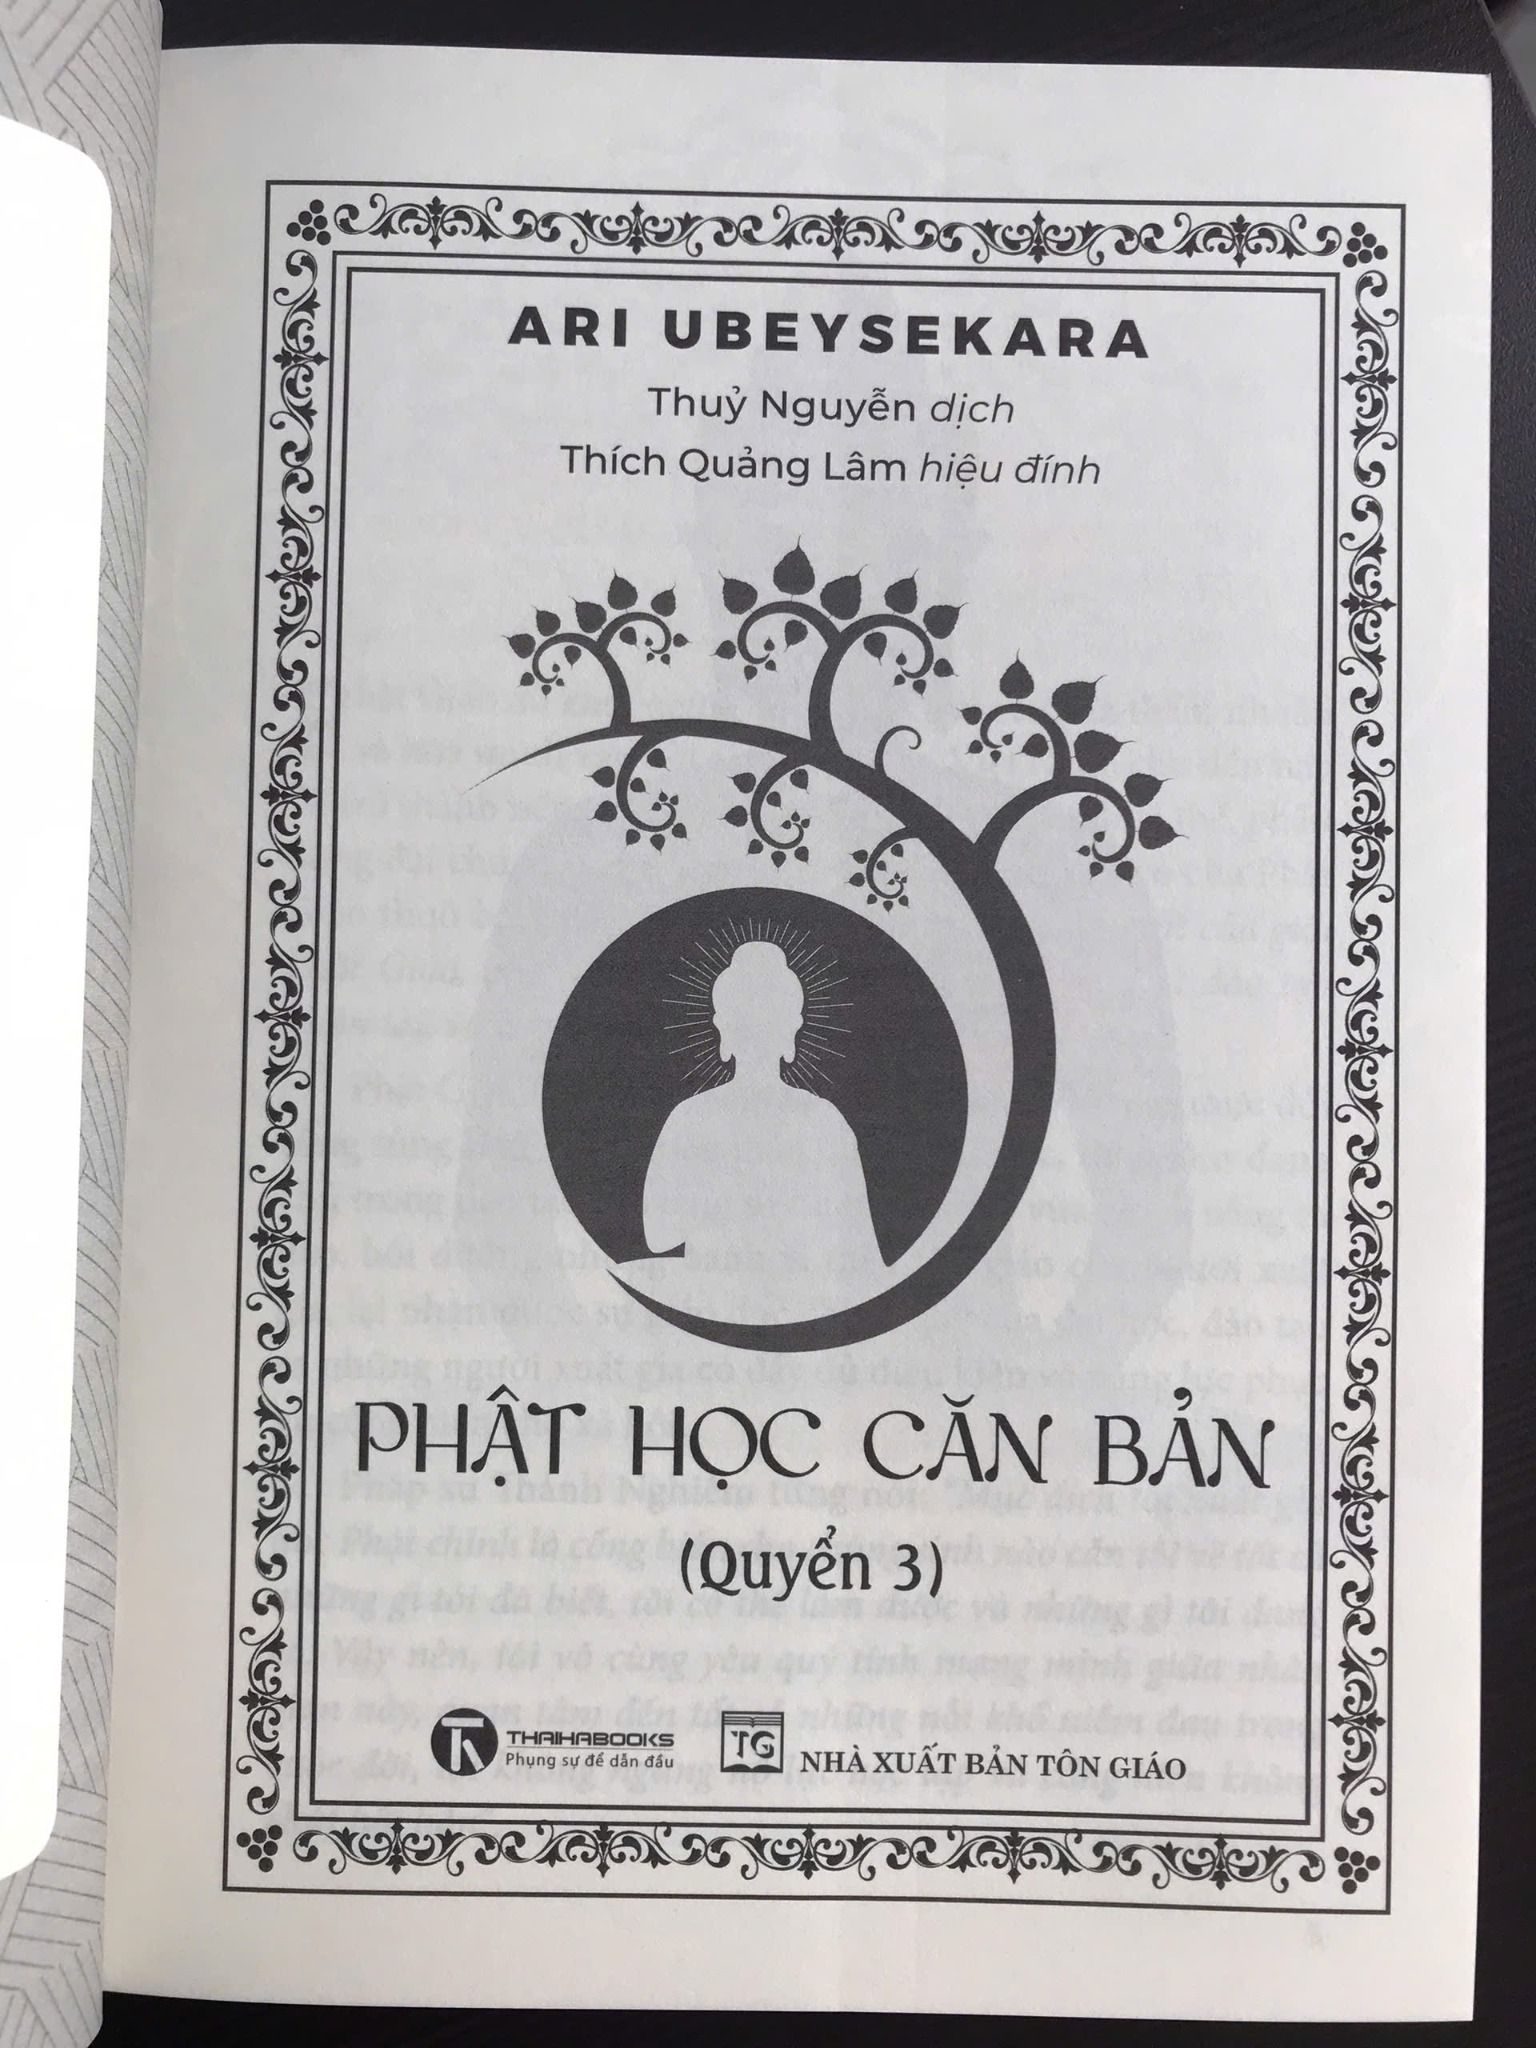 ARI UBEYSEKARA
Thuỷ Nguyễn dịch
Thích Quảng Lâm hiệu đính
PHẬT HỌC CĂN BẢN
(Quyển 3)
THAIHABOOKS
Phụng sự để dẫn đầu
TG
NHÀ XUẤT BẢN TÔN GIÁO